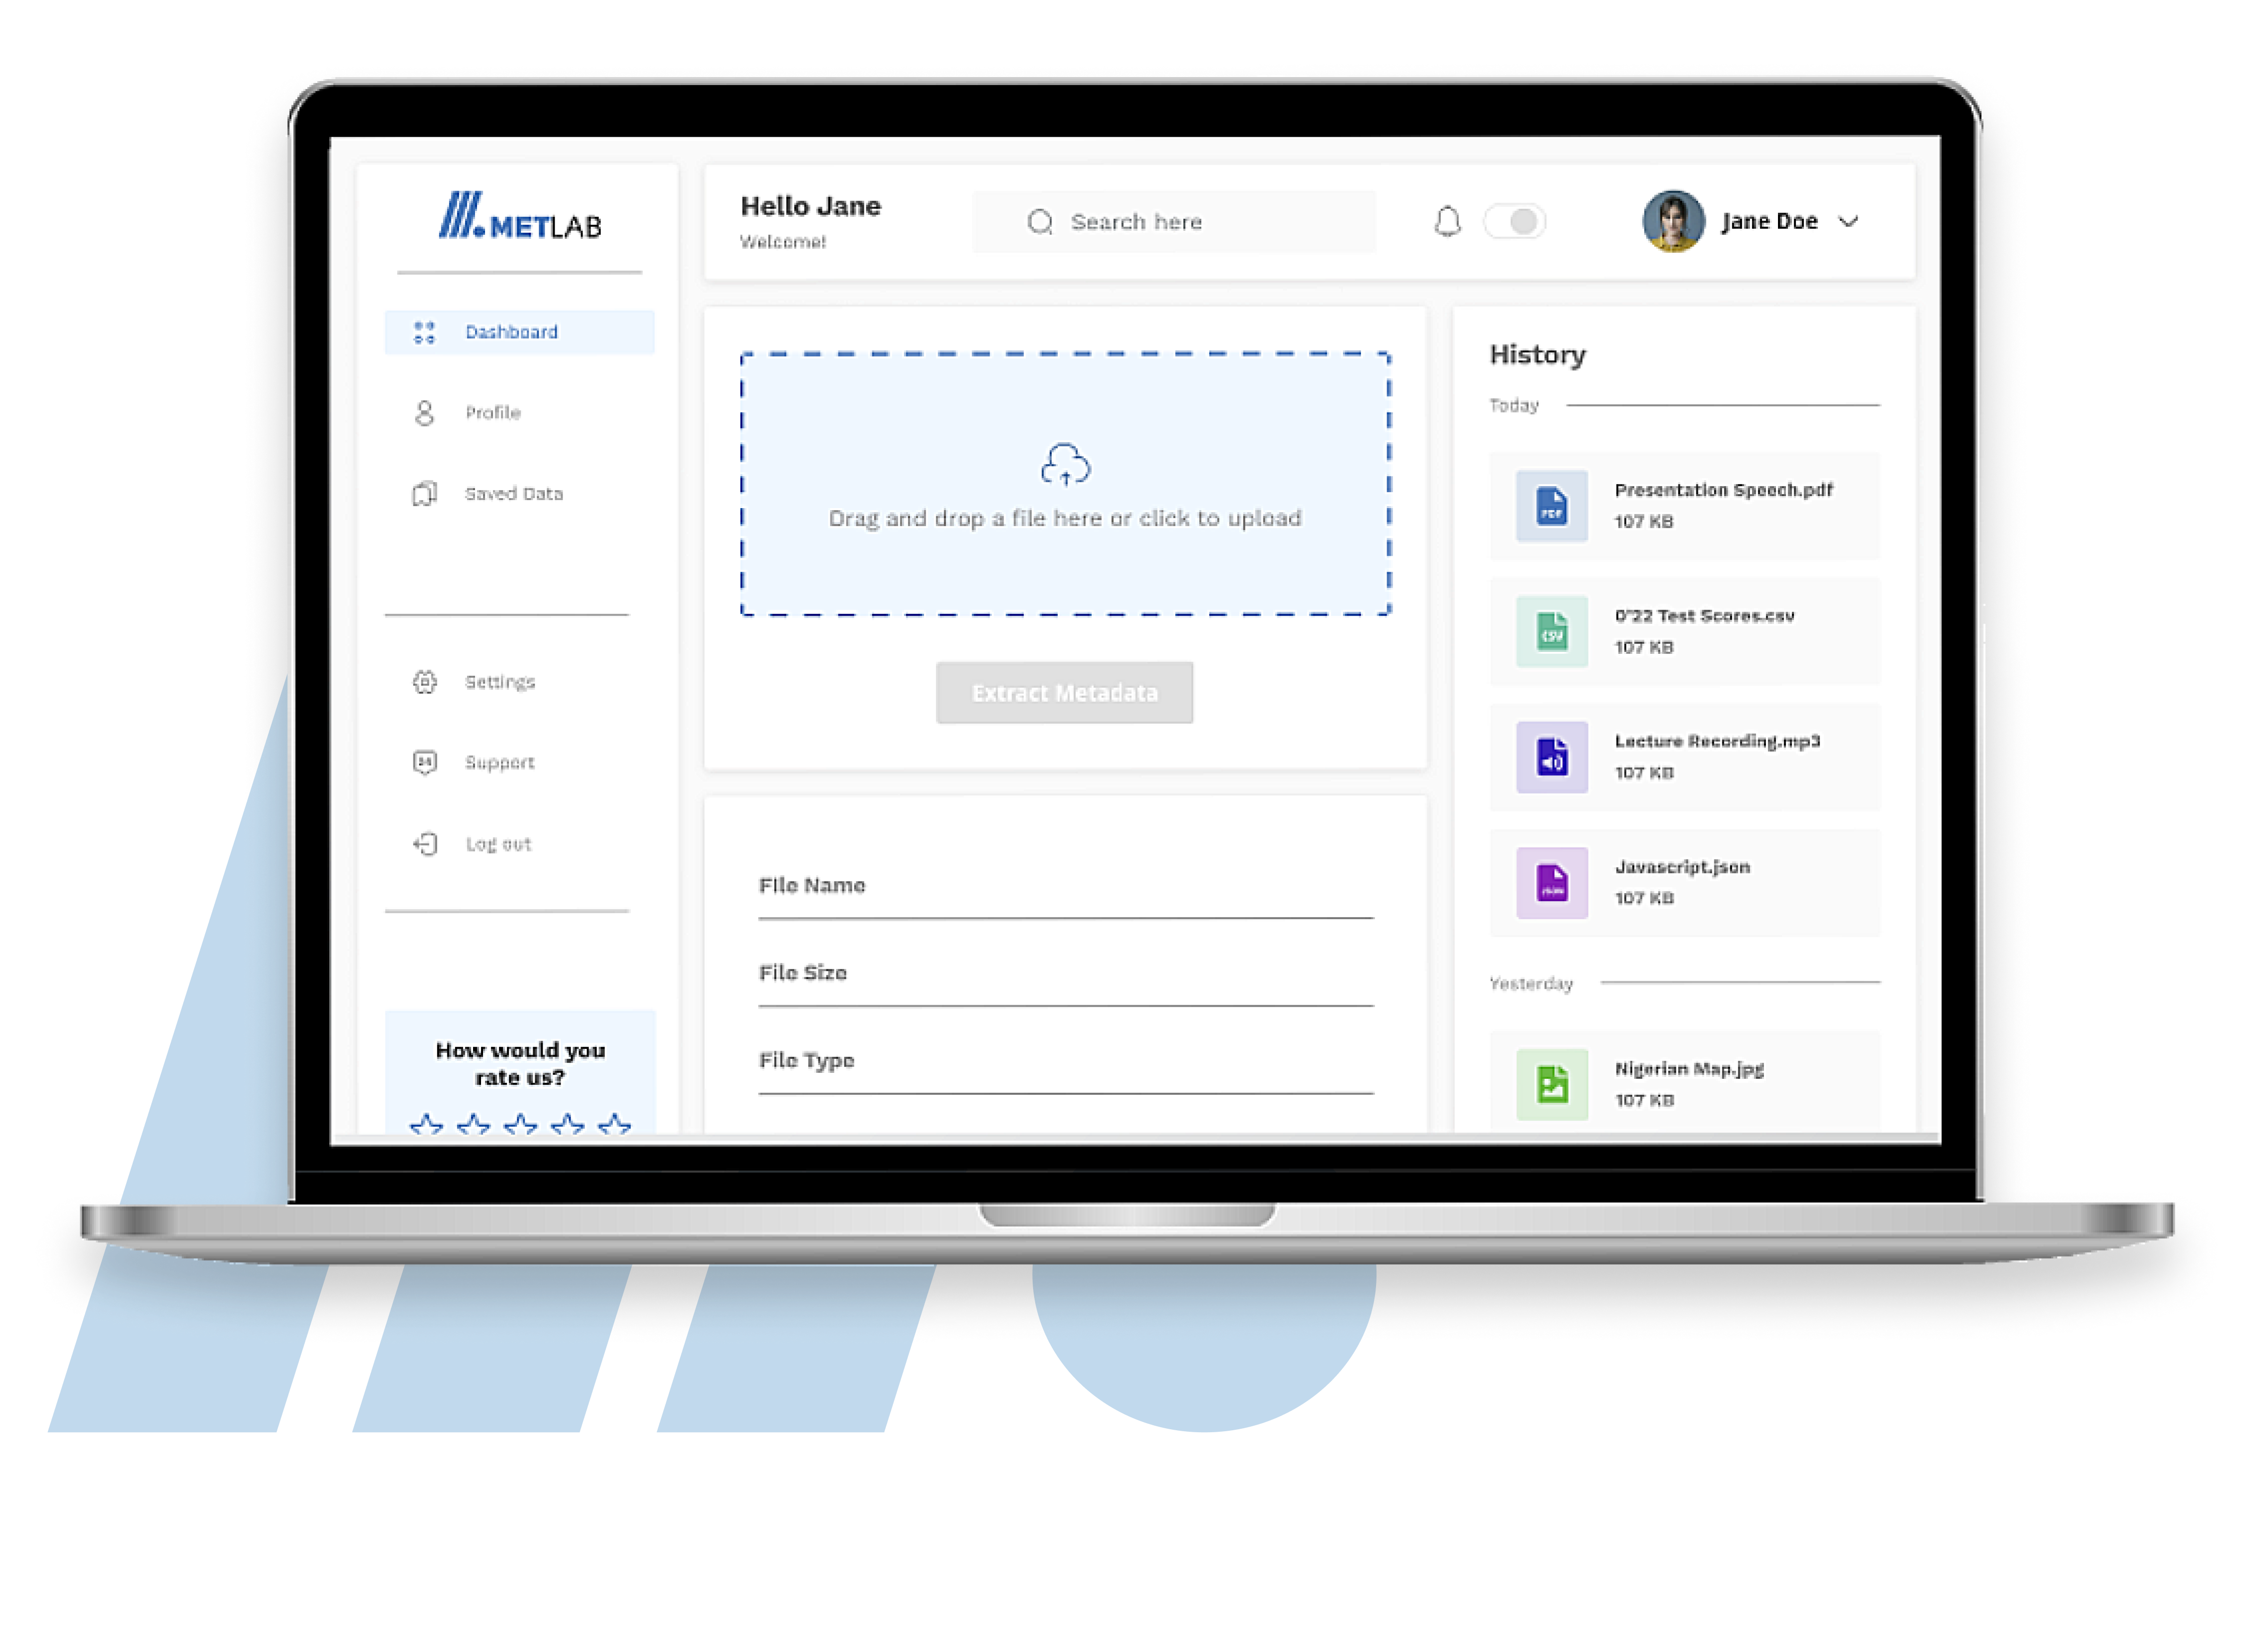 METLAB
Dashboard
Profile
Saved Data
Settings
Support
Log out
How would you
rate us?
Hello Jane
Welcome!
Search here
Jane Doe
Drag and drop a file here or click to upload
Extract Metadata
File Name
File Size
File Type
History
Today
PDF
Presentation Speech.pdf
107 KB
CSV
0'22 Test Scores.csv
107 KB
Lecture Recording.mp3
107 KB
JSON
Javascript.json
107 KB
Yesterday
Nigerian Map.jpg
107 KB